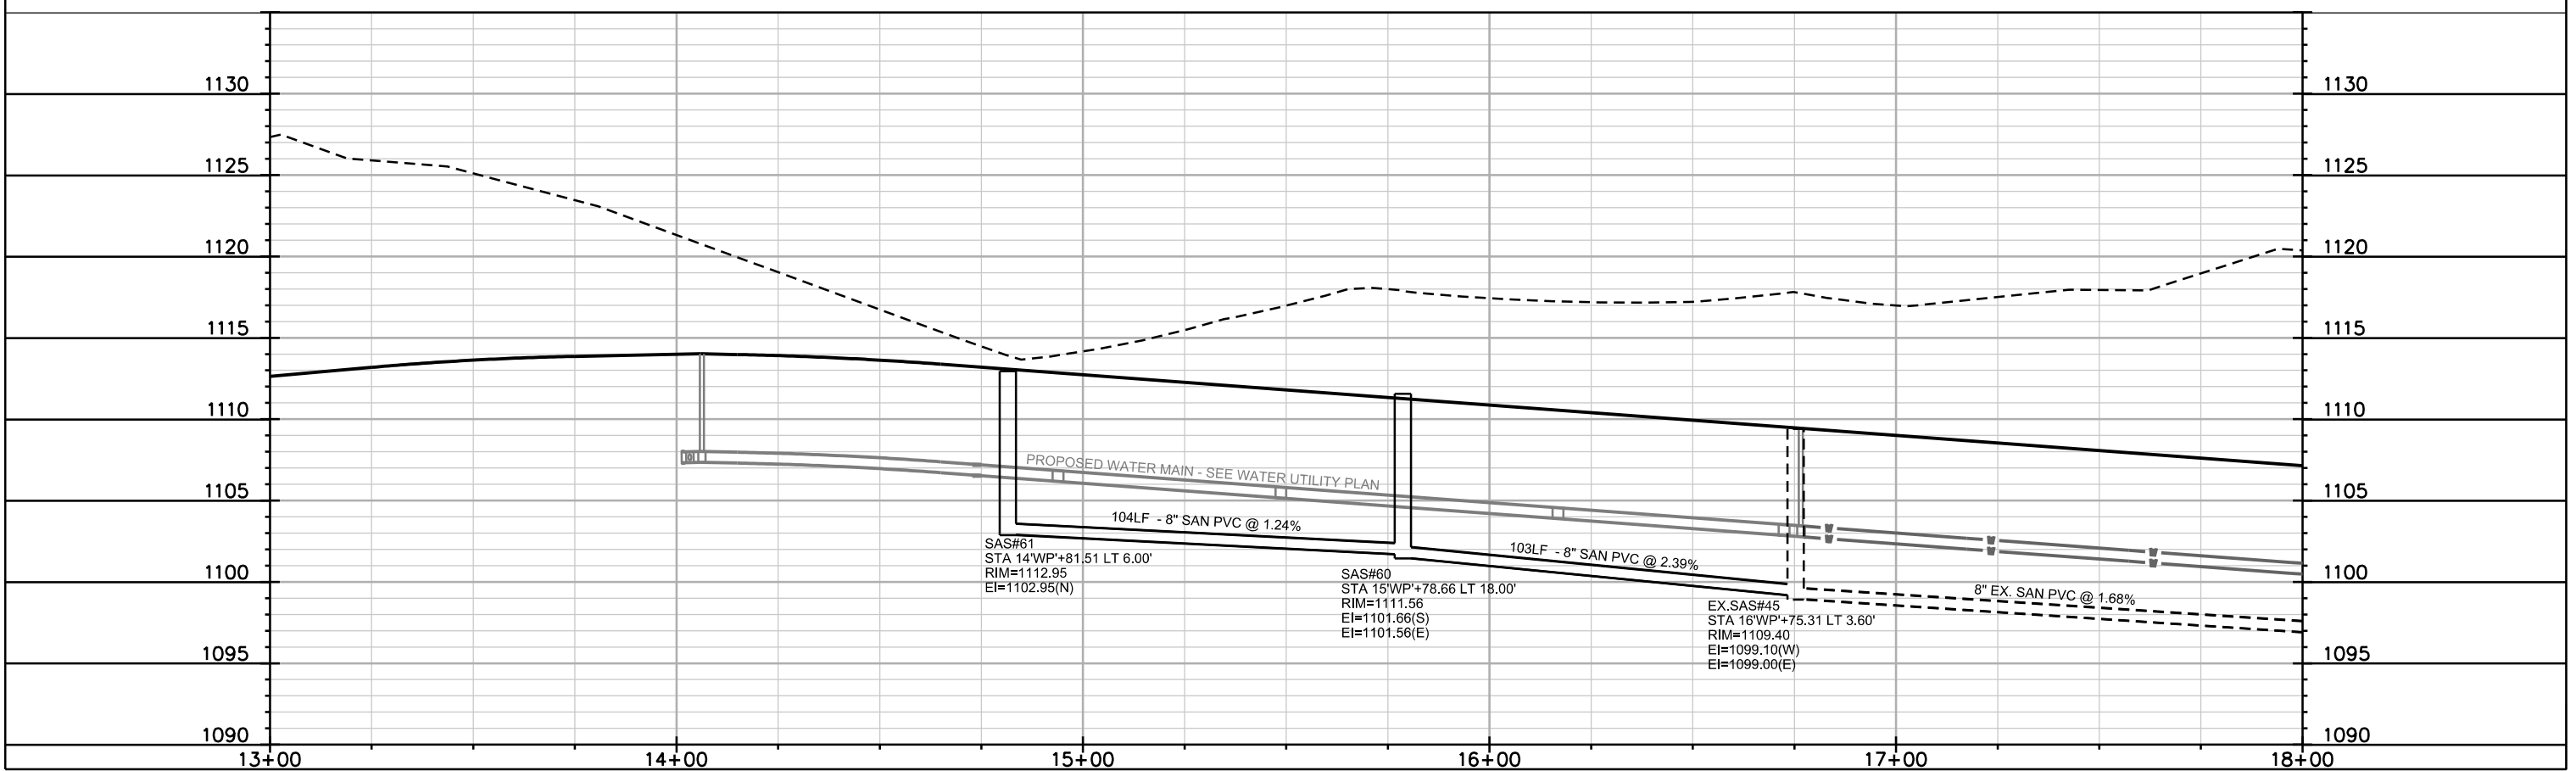 1130
1130
1125
1125
1120
1120
1115
1115
1110
1110
1105
1105
1100
1100
1095
1095
1090
1090
PROPOSED WATER MAIN - SEE WATER UTILITY PLAN
104LF - 8" SAN PVC @ 1.24%
SAS#61
STA 14'WP'+81.51 LT 6.00'
RIM=1112.95
EI=1102.95(N)
103LF - 8" SAN PVC @ 2.39%
SAS#60
STA 15'WP'+78.66 LT 18.00'
RIM=1111.56
EI=1101.66(S)
EI=1101.56(E)
8" EX. SAN PVC @ 1.68%
EX.SAS#45
STA 16'WP'+75.31 LT 3.60'
RIM=1109.40
EI=1099.10(W)
EI=1099.00(E)
13+00
14+00
15+00
16+00
17+00
18+00